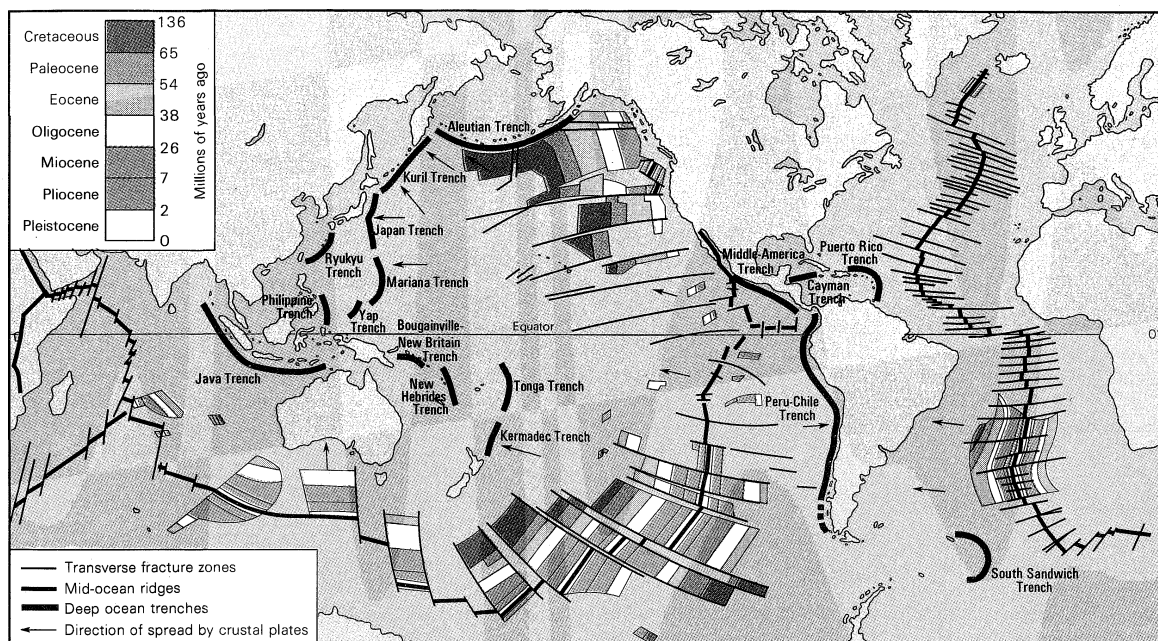 Cretaceous
Paleocene
Eocene
Oligocene
Miocene
Pliocene
Pleistocene
136
65
54
38
26
7
2
0
Millions of years ago
Aleutian Trench
Kuril Trench
Japan Trench
Ryukyu
Trench
Mariana Trench
Philippine
Trench
Yap
Trench
Bougainville-
New Britain
Trench
Equator
Java Trench
New
Hebrides
Trench
Tonga Trench
Kermadec Trench
Middle-America
Trench
Puerto Rico
Trench
Cayman
Trench
Peru-Chile
Trench
South Sandwich
Trench
Transverse fracture zones
Mid-ocean ridges
Deep ocean trenches
Direction of spread by crustal plates